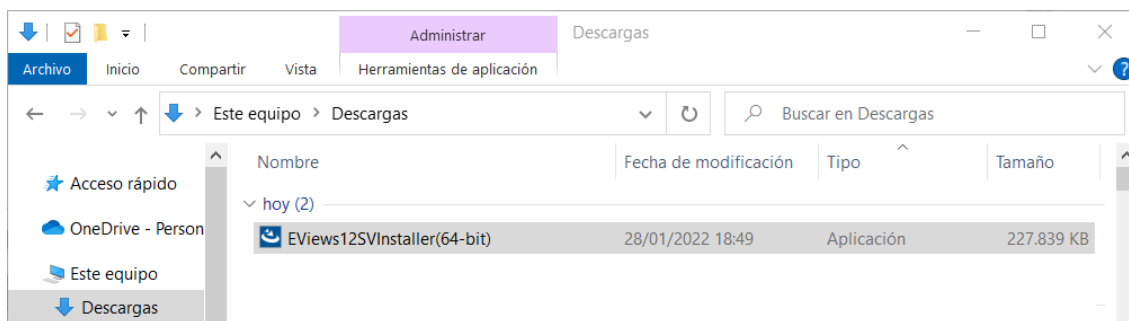 Administrar Descargas
Archivo Inicio Compartir Vista Herramientas de aplicación ?
Este equipo > Descargas Buscar en Descargas
Nombre Fecha de modificación Tipo Tamaño
Acceso rápido
hoy (2)
OneDrive - Person
EViews12SVInstaller(64-bit) 28/01/2022 18:49 Aplicación 227.839 KB
Este equipo
Descargas